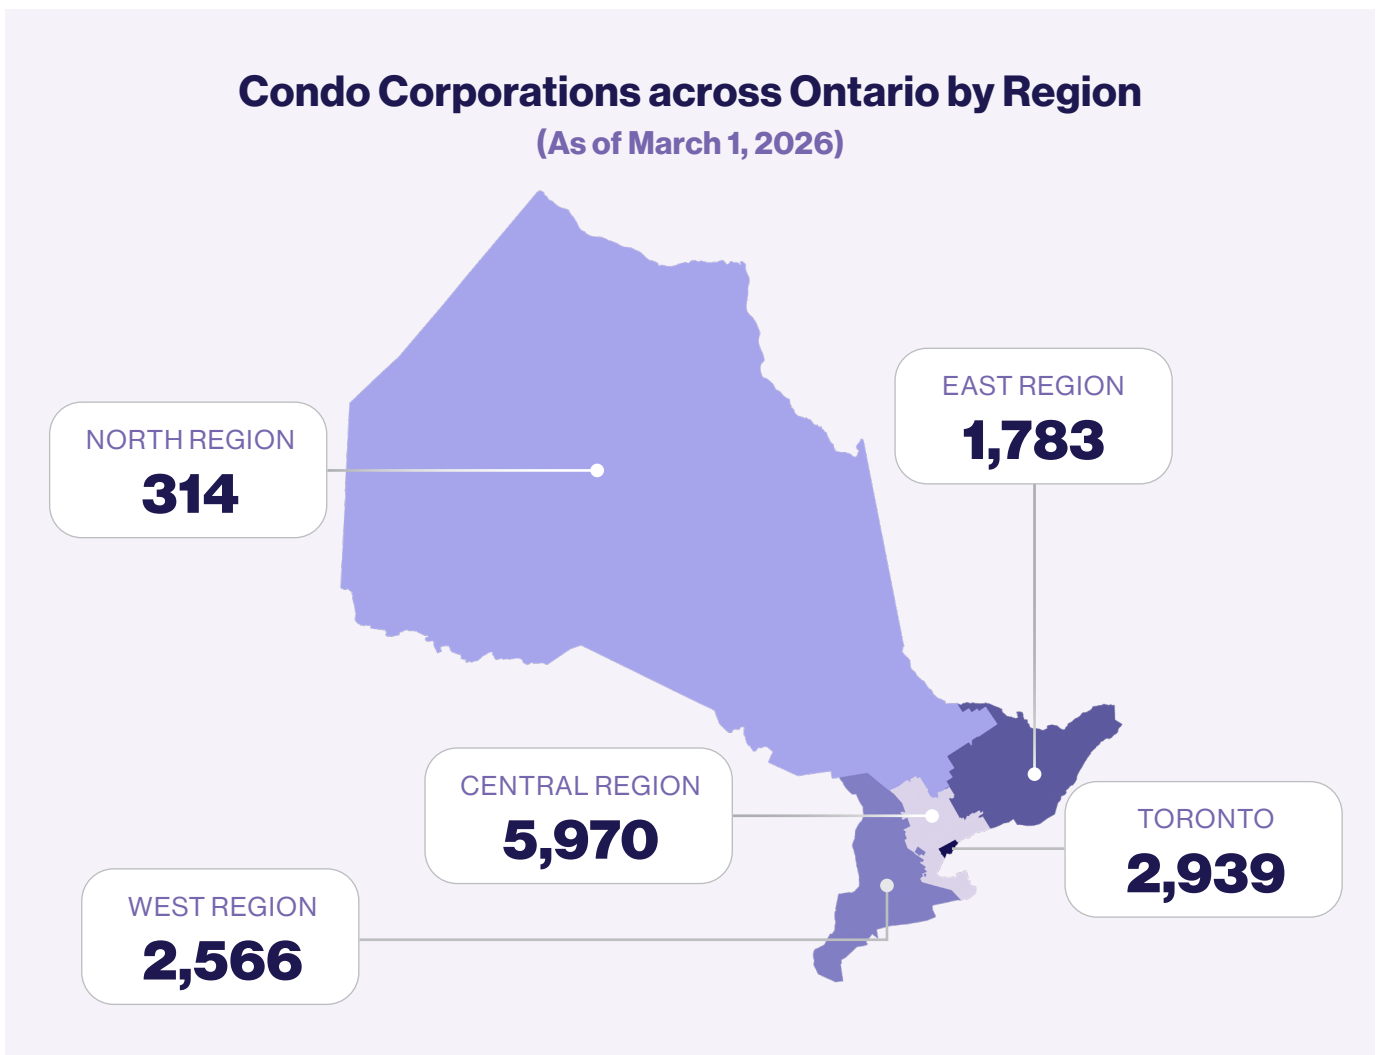 Condo Corporations across Ontario by Region
(As of March 1, 2026)
EAST REGION
1,783
NORTH REGION
314
CENTRAL REGION
5,970
TORONTO
2,939
WEST REGION
2,566